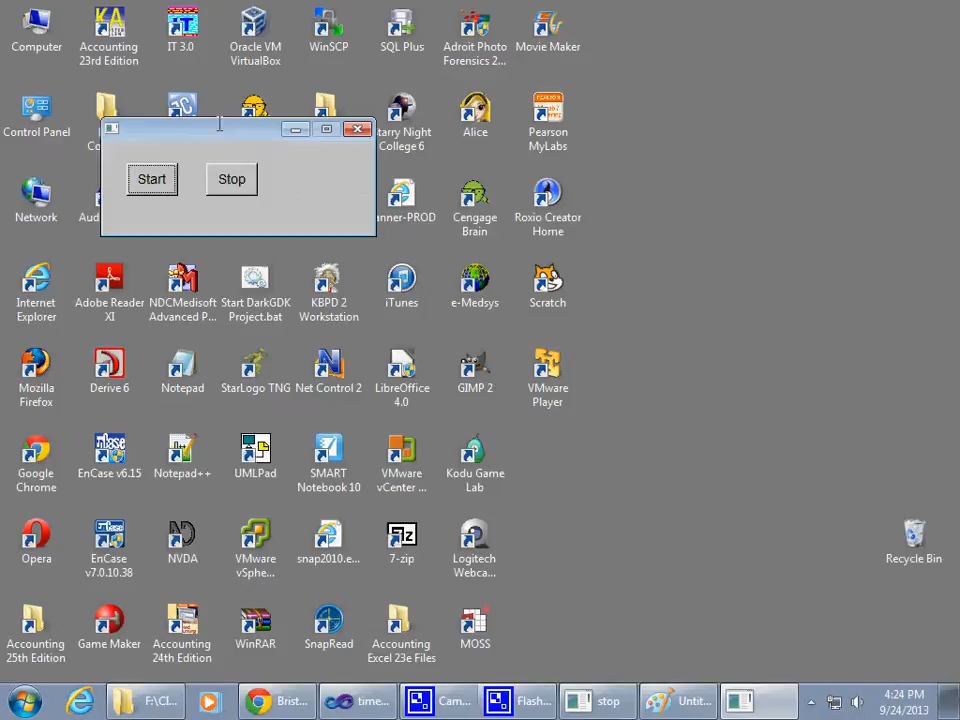 Computer
Accounting
23rd Edition
IT 3.0
Oracle VM
VirtualBox
WinSCP
SQL Plus
Adroit Photo
Forensics 2...
Movie Maker
Control Panel
Starry Night
College 6
Alice
Pearson
MyLabs
Start
Stop
Network
Banner-PROD
Cengage
Brain
Roxio Creator
Home
Internet
Explorer
Adobe Reader
XI
NDCMedisoft
Advanced P...
Start DarkGDK
Project.bat
KBPD 2
Workstation
iTunes
e-Medsys
Scratch
Mozilla
Firefox
Derive 6
Notepad
StarLogo TNG
Net Control 2
LibreOffice
4.0
GIMP 2
VMware
Player
Google
Chrome
EnCase v6.15
Notepad++
UMLPad
SMART
Notebook 10
VMware
vCenter ...
Kodu Game
Lab
Opera
EnCase
v7.0.10.38
NVDA
VMware
vSphe...
snap2010.e...
7-zip
Logitech
Webca...
Recycle Bin
Accounting
25th Edition
Game Maker
Accounting
24th Edition
WinRAR
SnapRead
Accounting
Excel 23e Files
MOSS
F:\Cl...
Brist...
time...
Cam...
Flash...
stop
Untit...
4:24 PM
9/24/2013